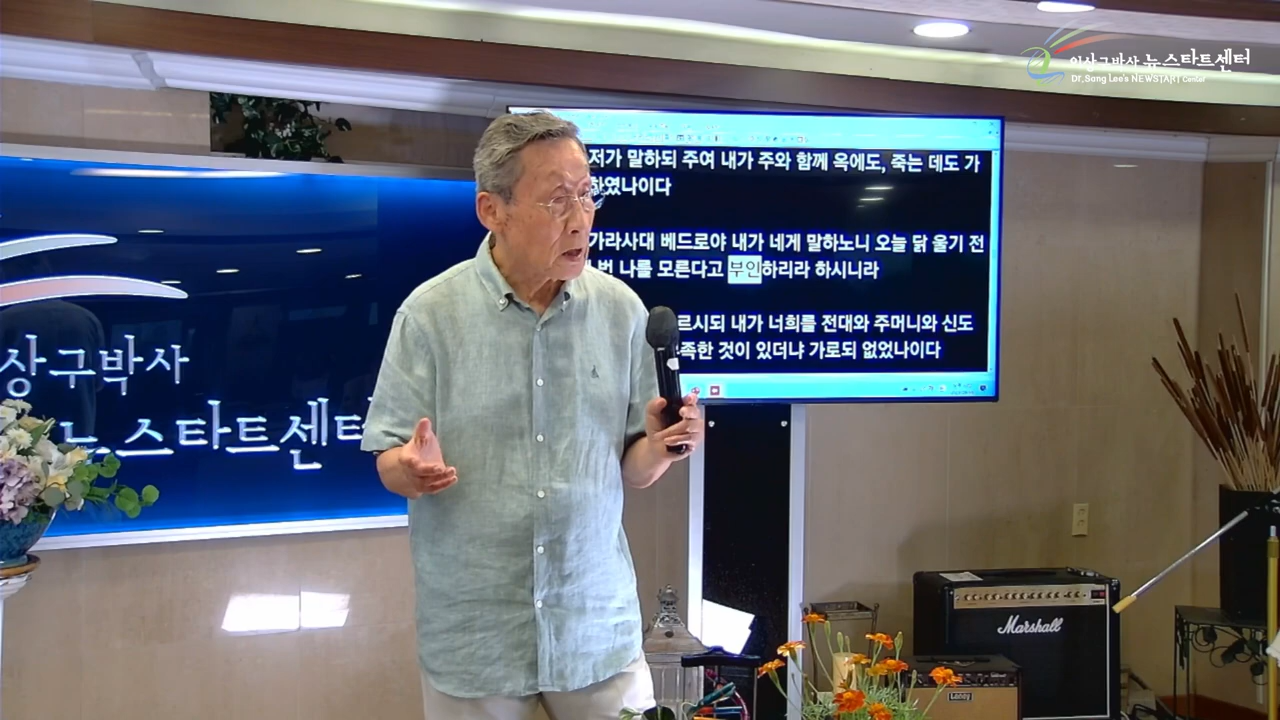 이상구박사 뉴스타트센터
Dr.Sang Lee's NEWSTART Center
저가 말하되 주여 내가 주와 함께 옥에도, 죽는 데도 가
하였나이다
가라사대 베드로야 내가 네게 말하노니 오늘 닭 울기 전
번 나를 모른다고 부인하리라 하시니라
르시되 내가 너희를 전대와 주머니와 신도
족한 것이 있더냐 가로되 없었나이다
상구박사
뉴스타트센터
Marshall
Laney